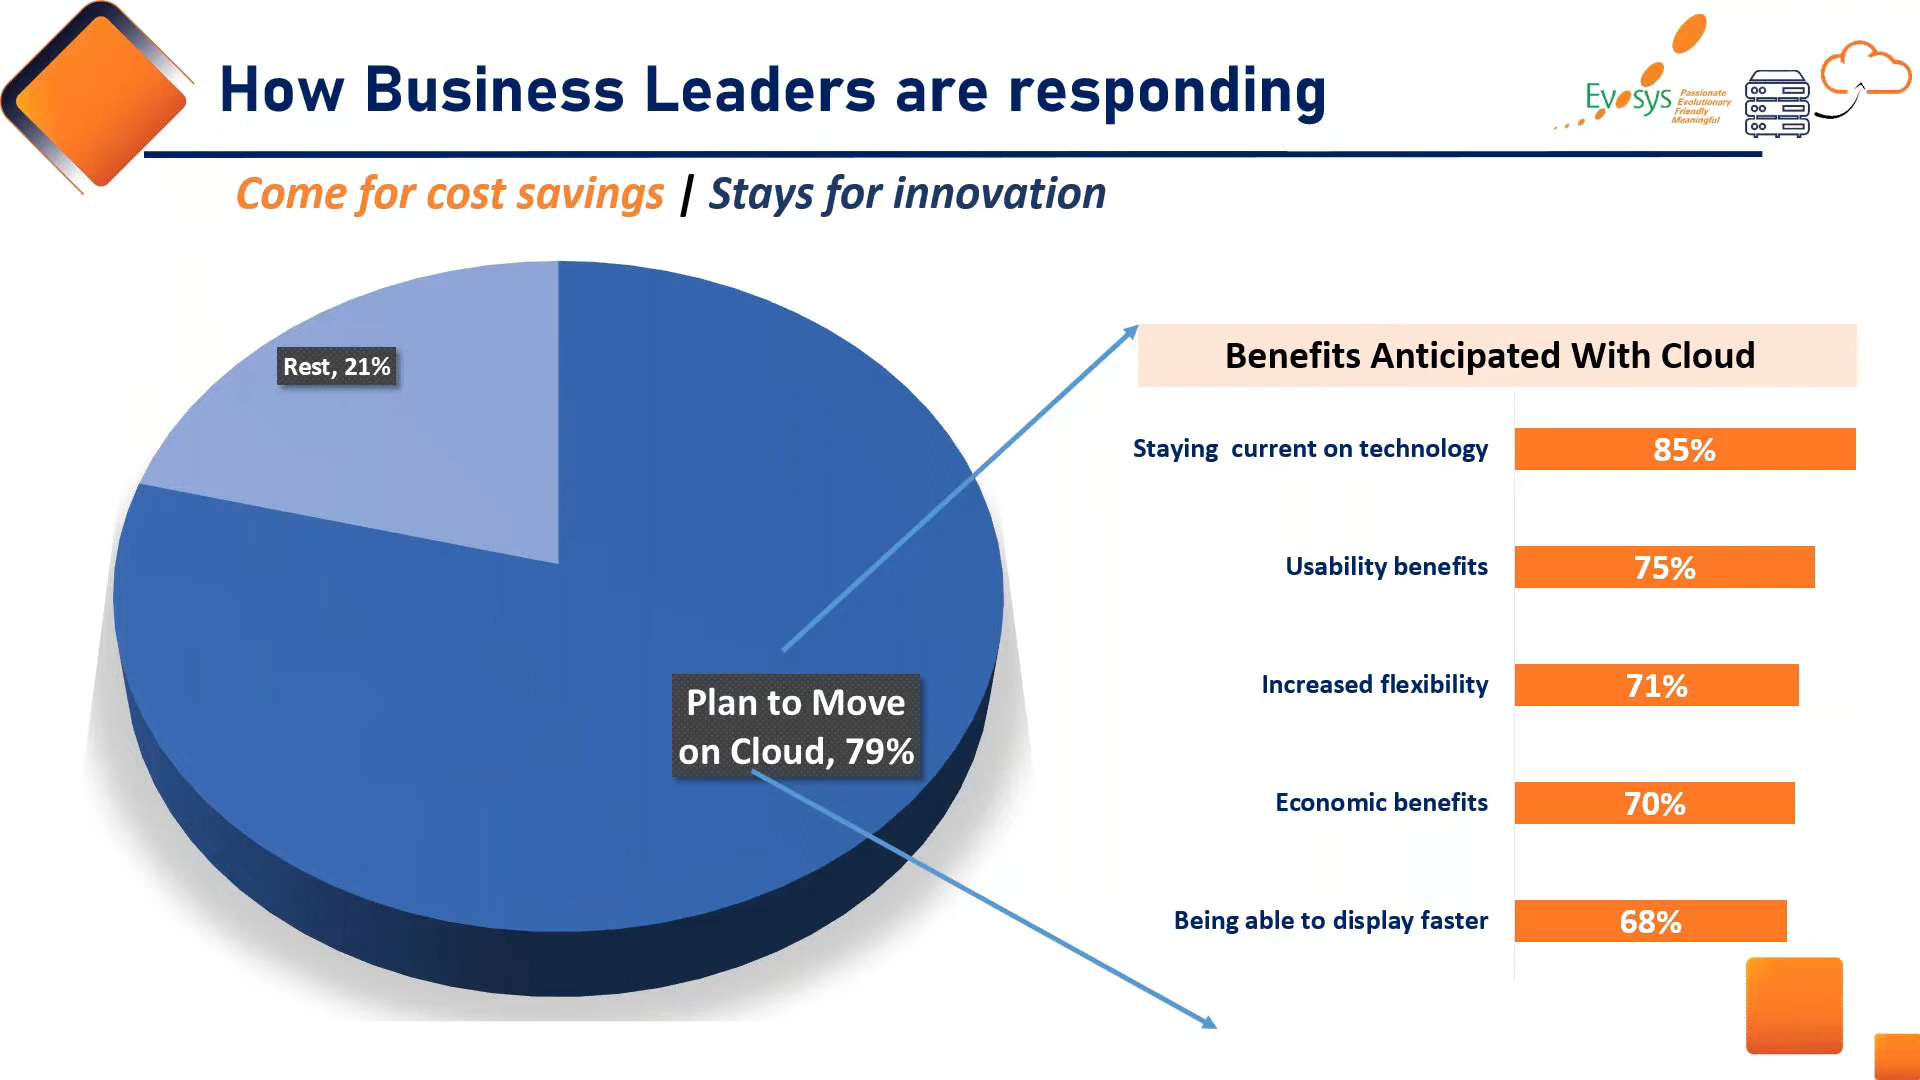 How Business Leaders are responding
Evosys
Passionate
Evolutionary
Friendly
Meaningful
Come for cost savings | Stays for innovation
Rest, 21%
Plan to Move
on Cloud, 79%
Benefits Anticipated With Cloud
Staying current on technology 85%
Usability benefits 75%
Increased flexibility 71%
Economic benefits 70%
Being able to display faster 68%